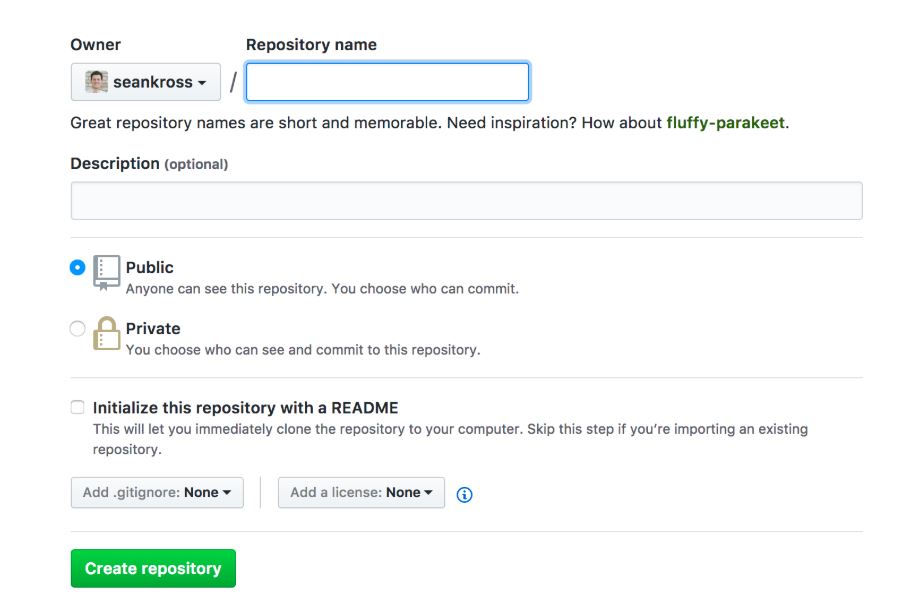 Owner Repository name
seankross /
Great repository names are short and memorable. Need inspiration? How about fluffy-parakeet.
Description (optional)
Public
Anyone can see this repository. You choose who can commit.
Private
You choose who can see and commit to this repository.
Initialize this repository with a README
This will let you immediately clone the repository to your computer. Skip this step if you’re importing an existing
repository.
Add .gitignore: None Add a license: None
Create repository